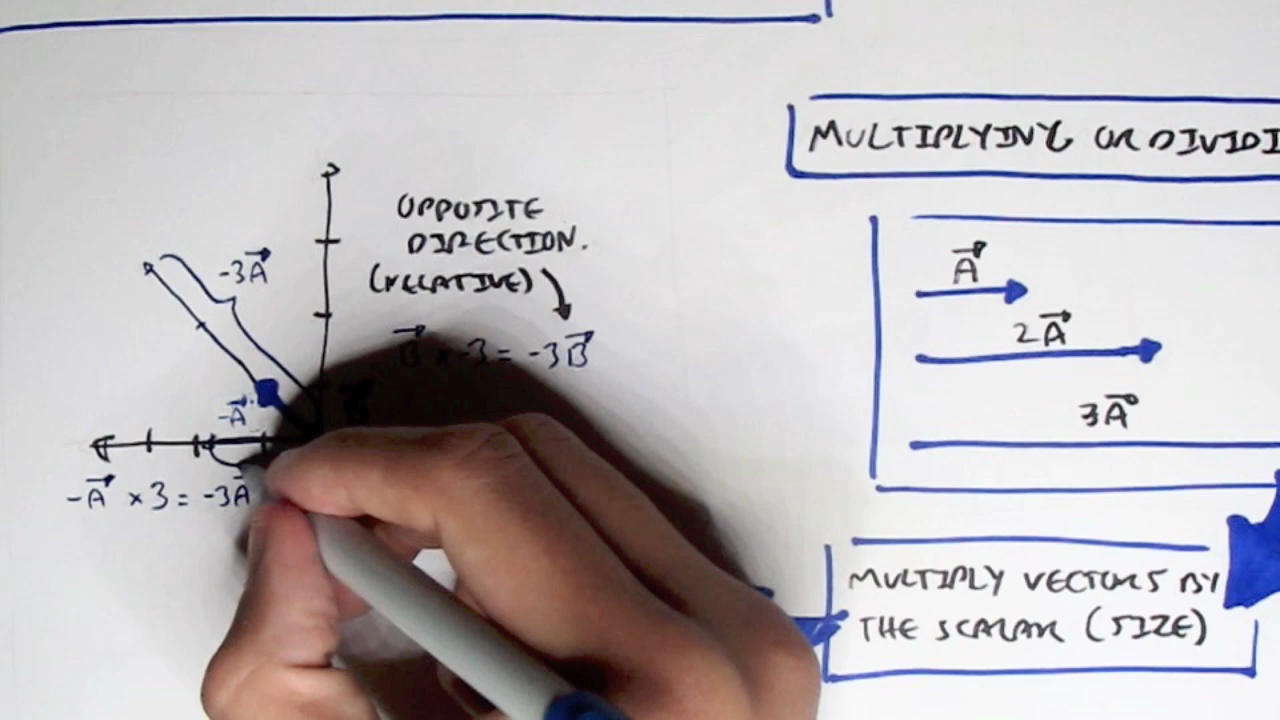 MULTIPLYING OR DIVIDI
OPPOSITE
DIRECTION.
(RELATIVE)
B⃗ x -3 = -3B⃗
-3A⃗
-A⃗
-A⃗ x 3 = -3A
A⃗
2A⃗
3A⃗
MULTIPLY VECTORS BY
THE SCALAR (SIZE)